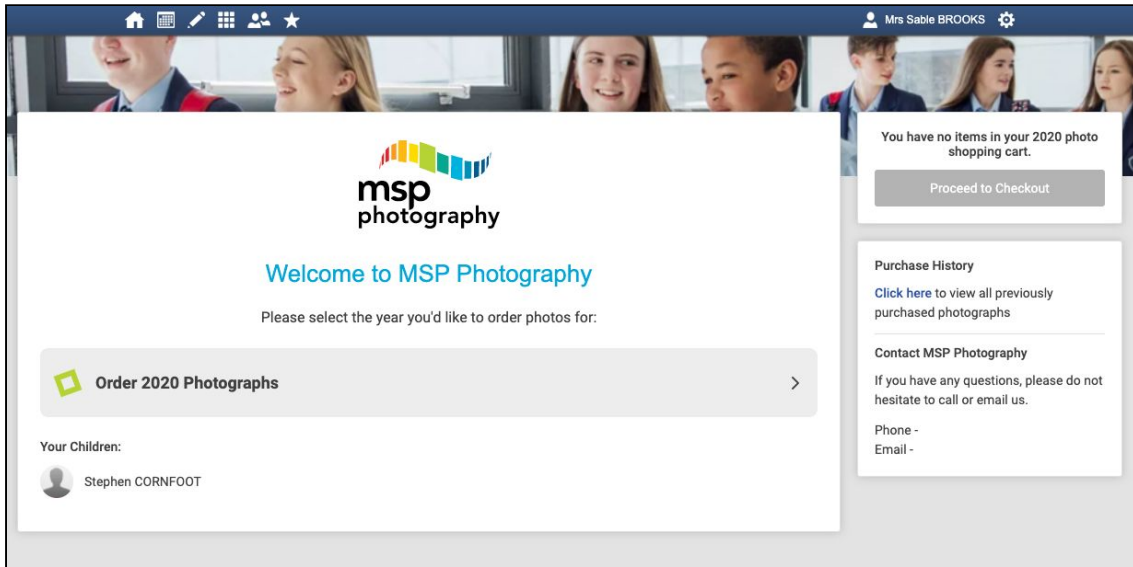 Mrs Sable BROOKS
msp
photography
Welcome to MSP Photography
Please select the year you'd like to order photos for:
Order 2020 Photographs
Your Children:
Stephen CORNFOOT
You have no items in your 2020 photo
shopping cart.
Proceed to Checkout
Purchase History
Click here to view all previously
purchased photographs
Contact MSP Photography
If you have any questions, please do not
hesitate to call or email us.
Phone -
Email -